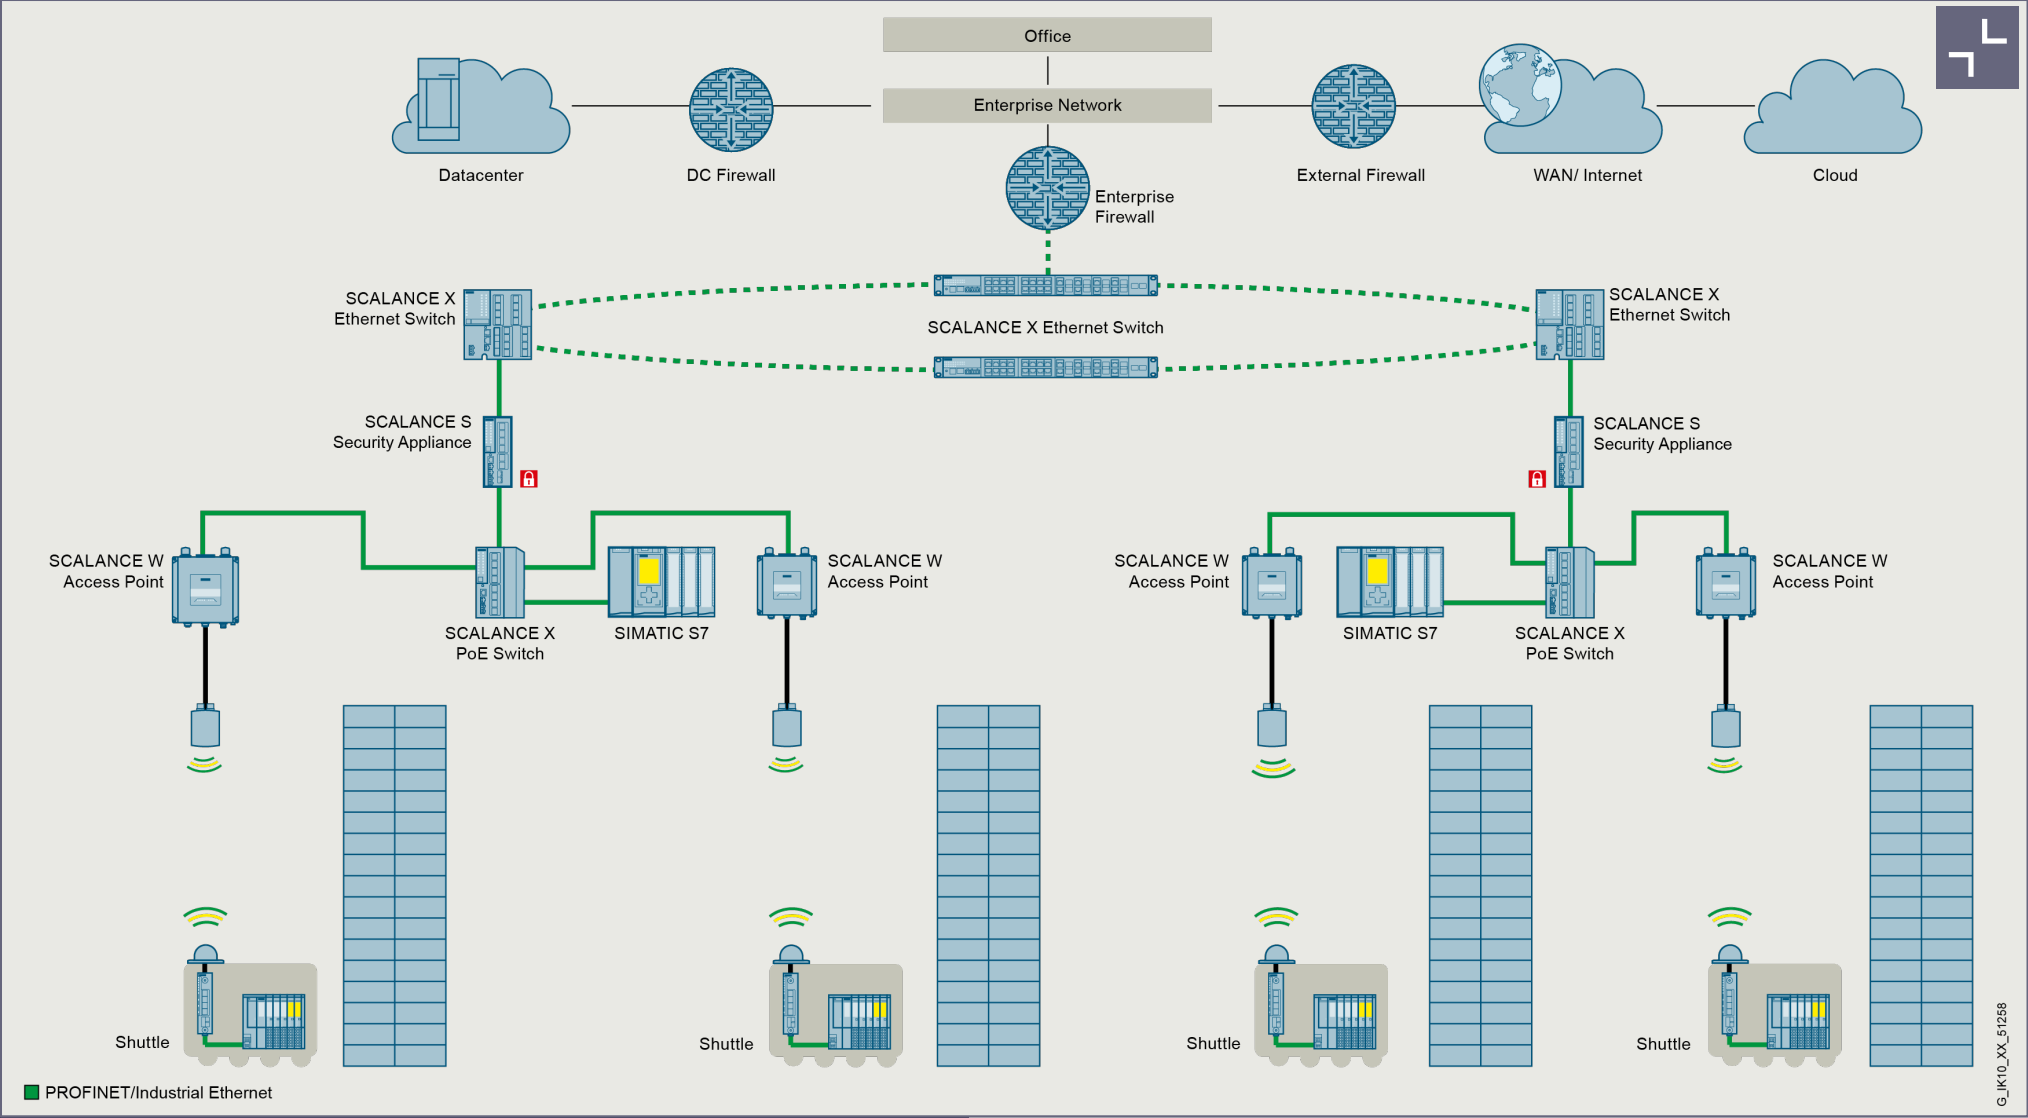 Office
Enterprise Network
Datacenter
DC Firewall
External Firewall
WAN/ Internet
Cloud
Enterprise
Firewall
SCALANCE X
Ethernet Switch
SCALANCE X Ethernet Switch
SCALANCE X
Ethernet Switch
SCALANCE S
Security Appliance
SCALANCE S
Security Appliance
SCALANCE W
Access Point
SCALANCE X
PoE Switch
SIMATIC S7
SCALANCE W
Access Point
SCALANCE W
Access Point
SIMATIC S7
SCALANCE X
PoE Switch
SCALANCE W
Access Point
Shuttle
Shuttle
Shuttle
Shuttle
PROFINET/Industrial Ethernet
G_IK10_XX_51258